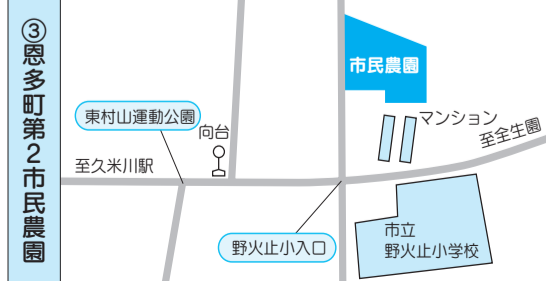 ③恩多町第2市民農園
市民農園
東村山運動公園
向台
マンション
至全生園
至久米川駅
野火止小入口
市立
野火止小学校